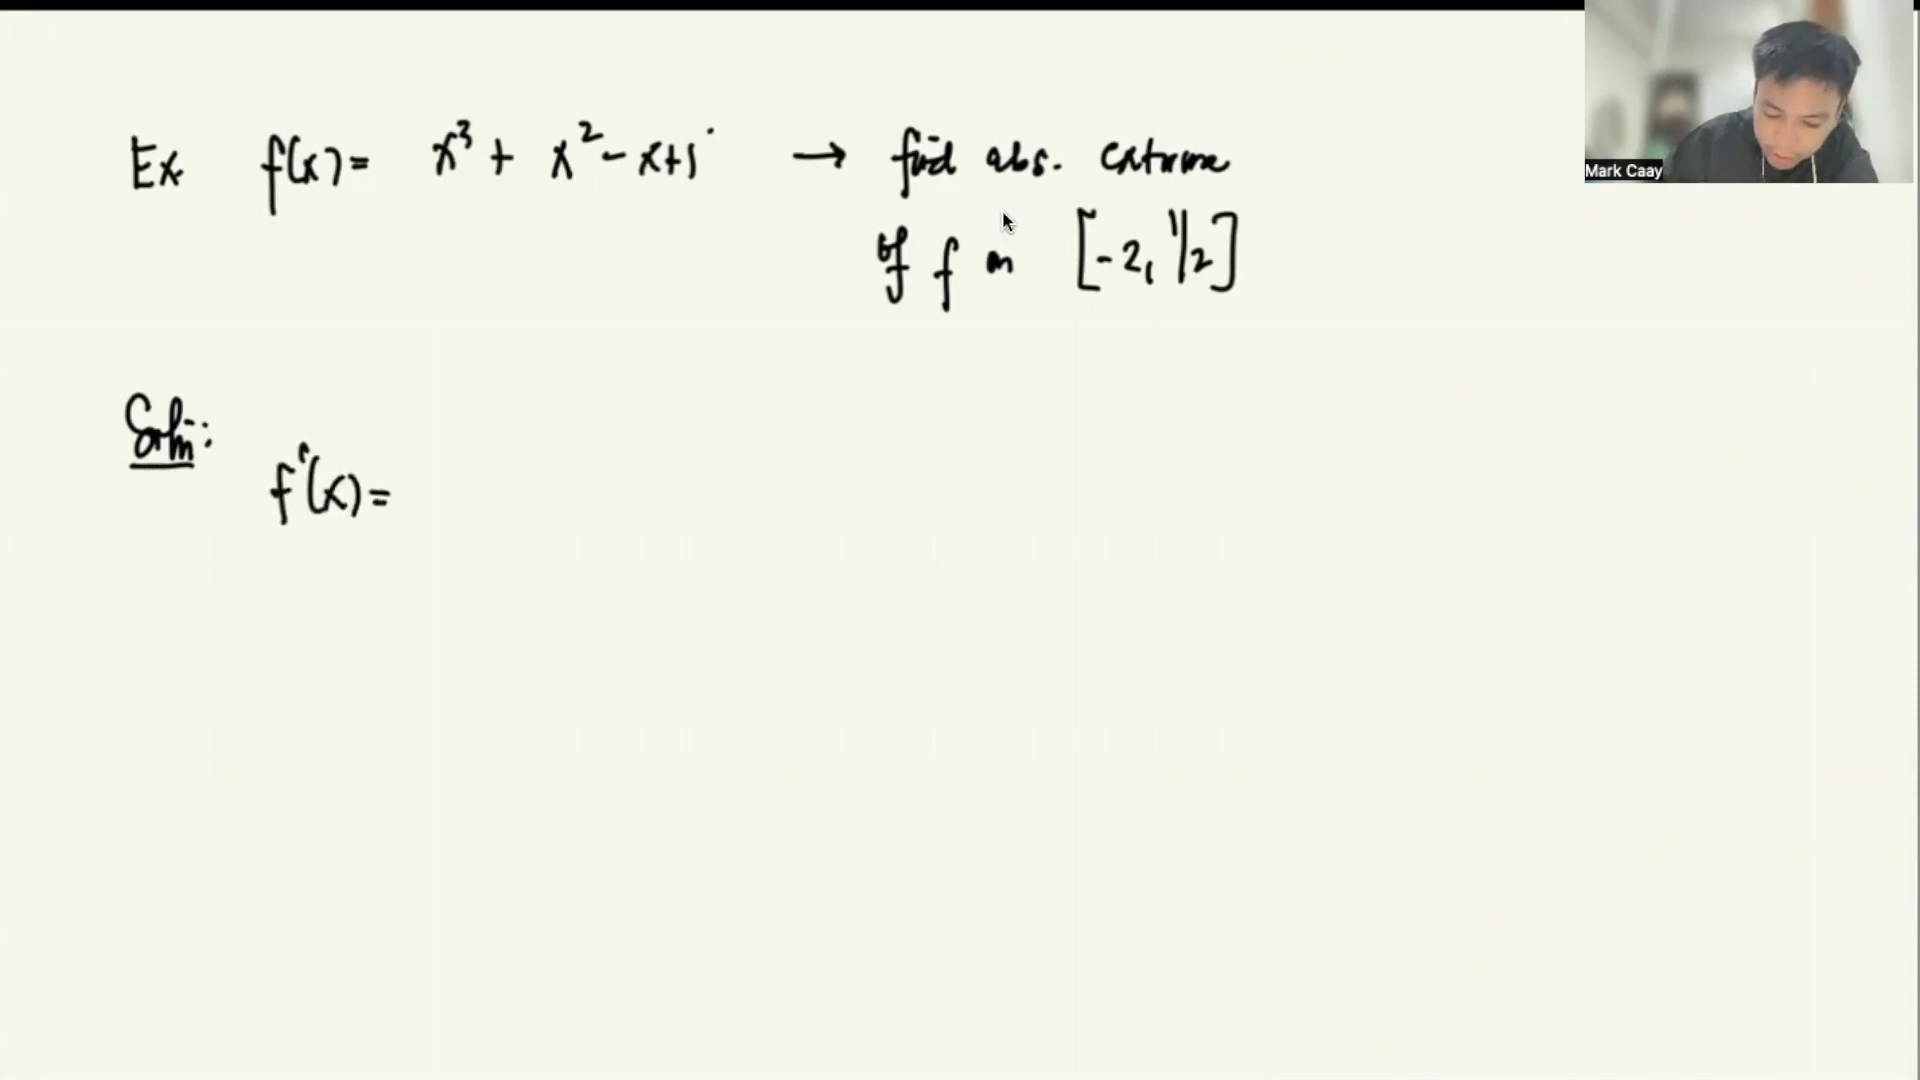 Ex. f(x) = x³ + x² - x + 1 → find abs. extrema
of f on [-2, 1/2]
Mark Caay
Soln:
f'(x) =